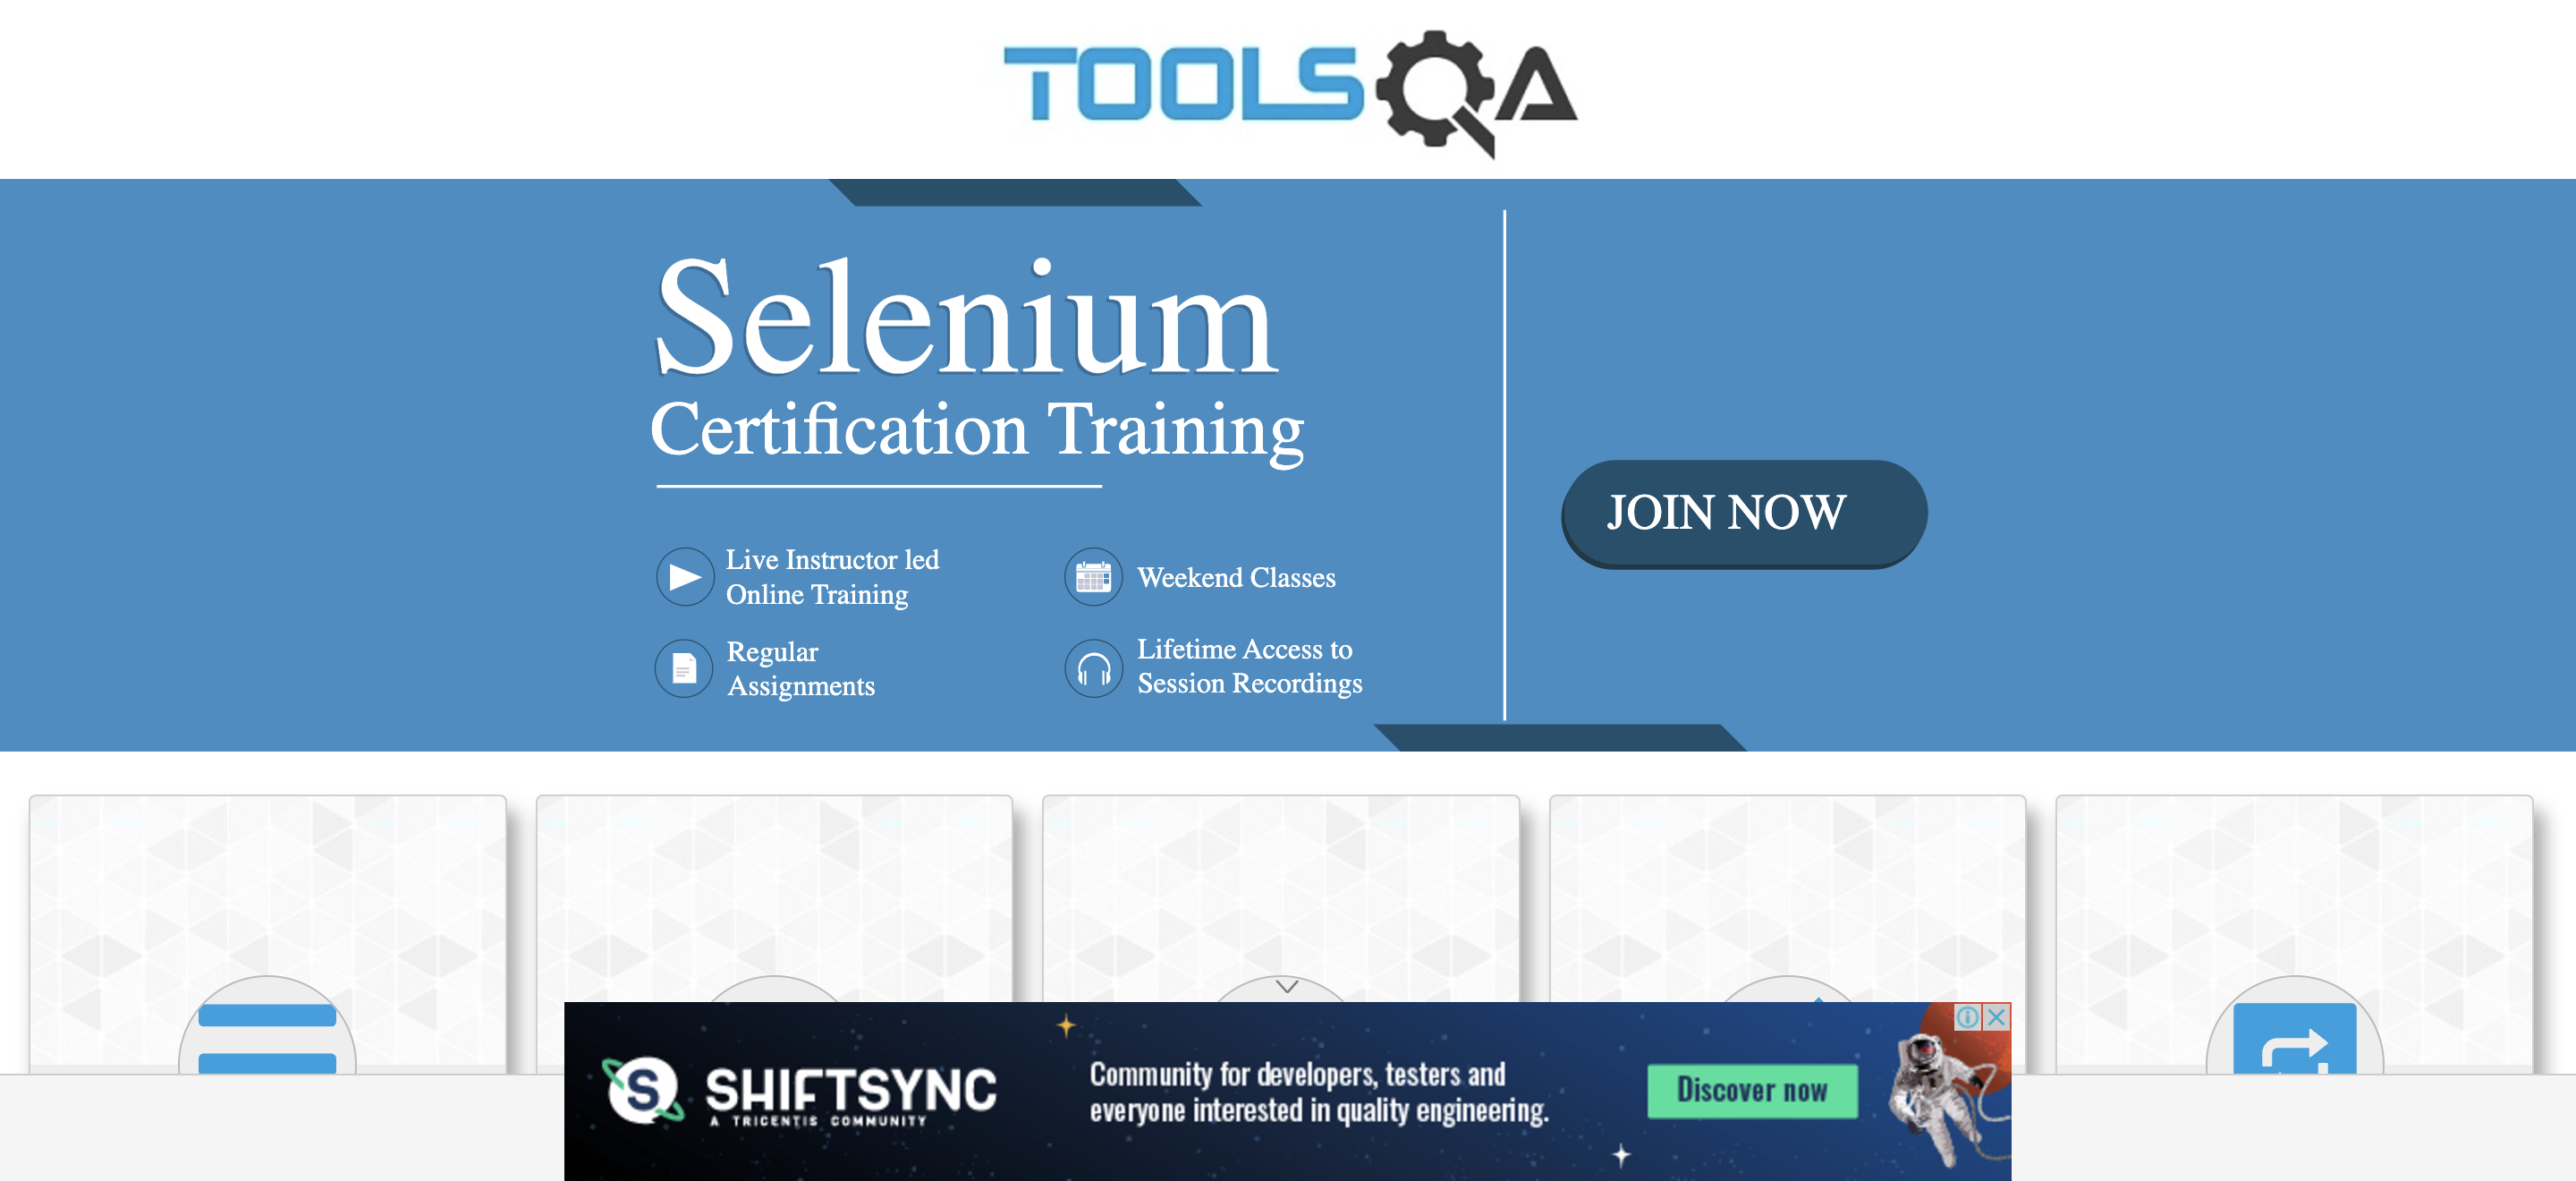 TOOLSQA
Selenium
Certification Training
Live Instructor led
Online Training
Weekend Classes
Regular
Assignments
Lifetime Access to
Session Recordings
JOIN NOW
S SHIFTSYNC
A TRICENTIS COMMUNITY
Community for developers, testers and
everyone interested in quality engineering.
Discover now